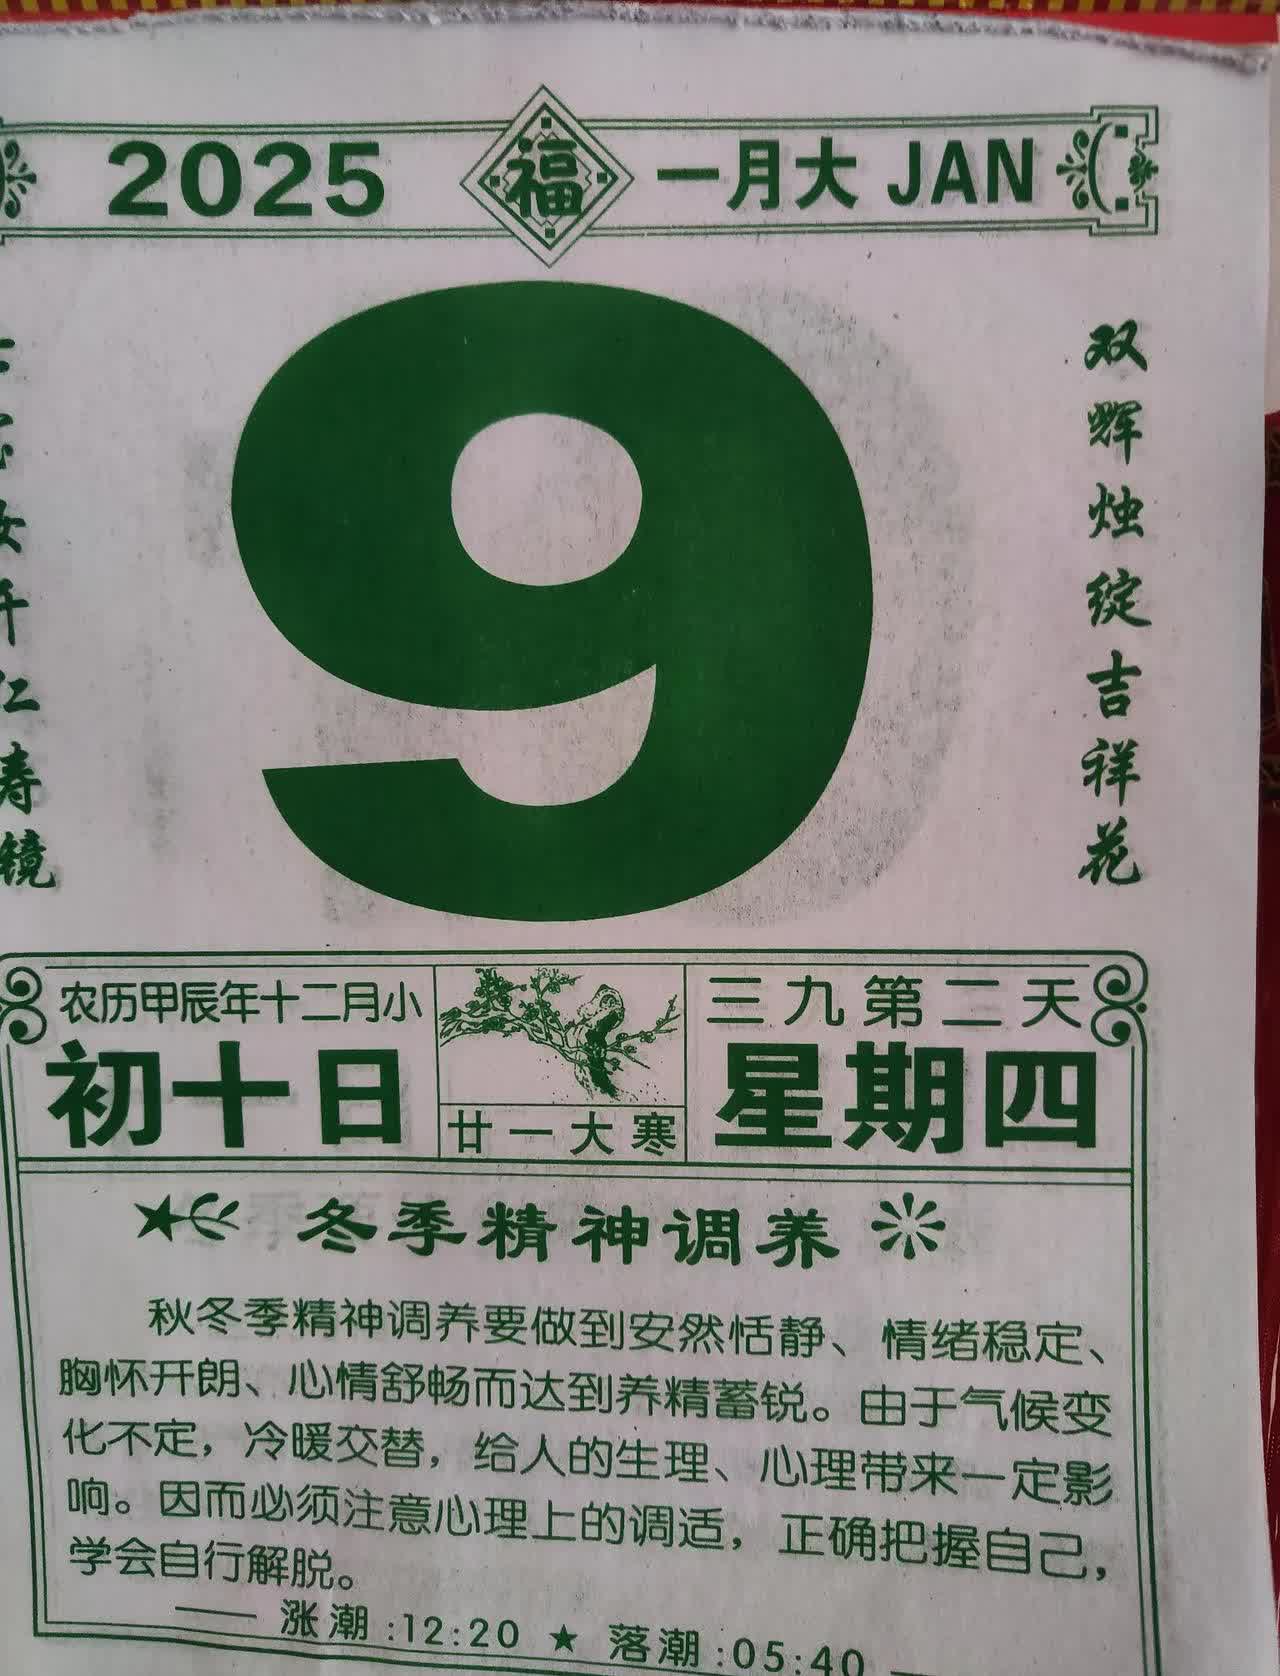 2025 福 一月大 JAN
9
双辉烛绽吉祥花
寿镜
农历甲辰年十二月小
初十日
廿一大寒
三九第二天
星期四
冬季精神调养
秋冬季精神调养要做到安然恬静、情绪稳定、
胸怀开朗、心情舒畅而达到养精蓄锐。由于气候变
化不定，冷暖交替，给人的生理、心理带来一定影
响。因而必须注意心理上的调适，正确把握自己，
学会自行解脱。
涨潮:12:20 ★ 落潮:05:40